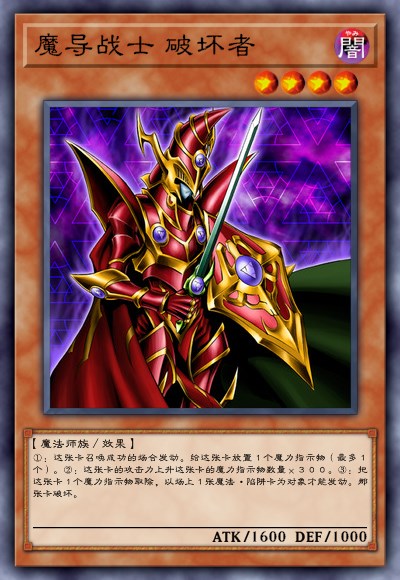 魔导战士 破坏者
やみ
闇
【魔法师族／效果】
①：这张卡召唤成功的场合发动。给这张卡放置1个魔力指示物（最多1
个）。②：这张卡的攻击力上升这张卡的魔力指示物数量×300。③：把
这张卡1个魔力指示物取除，以场上1张魔法·陷阱卡为对象才能发动。那
张卡破坏。
ATK/1600 DEF/1000